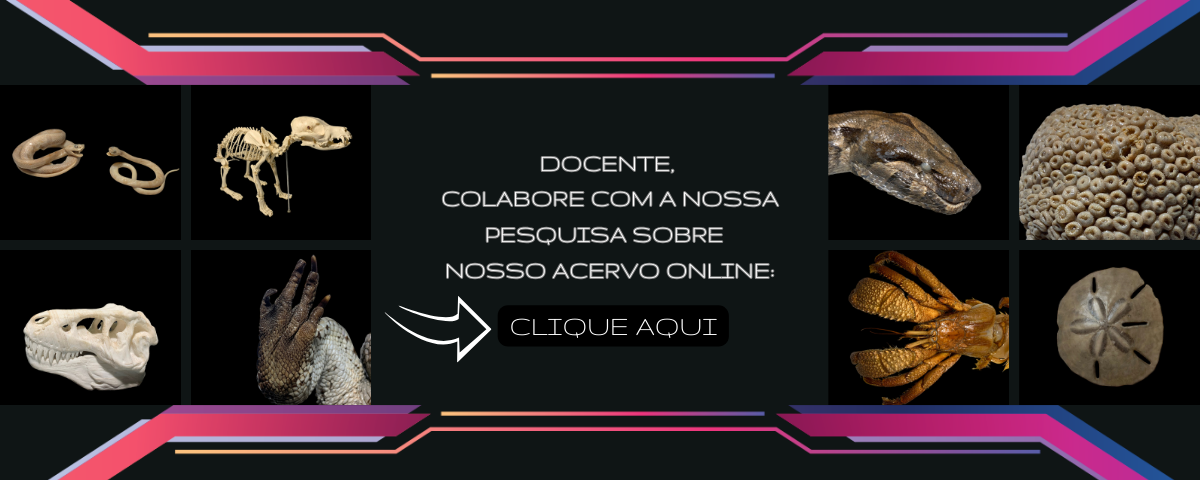 DOCENTE,
COLABORE COM A NOSSA
PESQUISA SOBRE
NOSSO ACERVO ONLINE:
CLIQUE AQUI